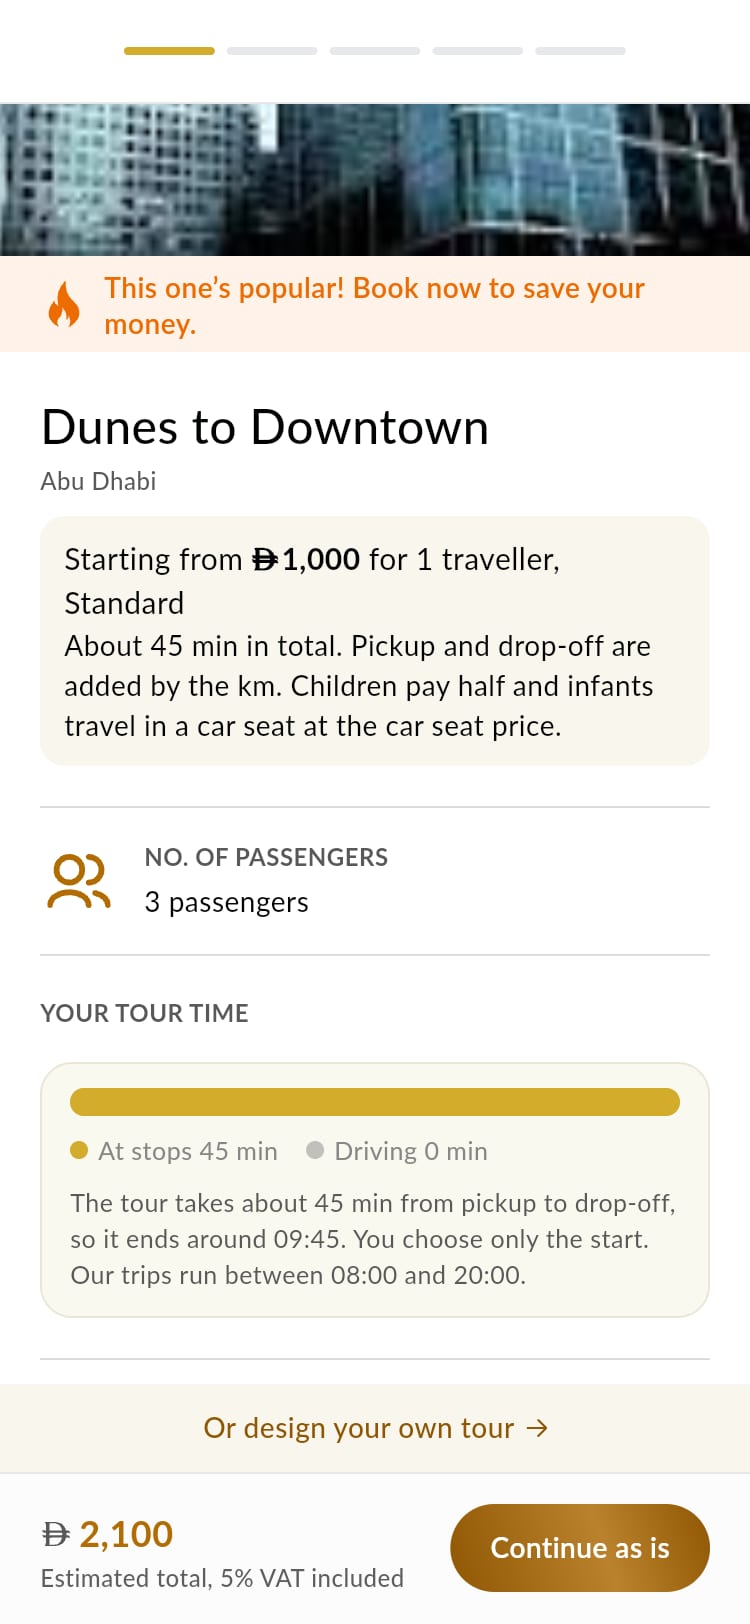 This one’s popular! Book now to save your
money.
Dunes to Downtown
Abu Dhabi
Starting from 1,000 for 1 traveller,
Standard
About 45 min in total. Pickup and drop-off are
added by the km. Children pay half and infants
travel in a car seat at the car seat price.
NO. OF PASSENGERS
3 passengers
YOUR TOUR TIME
At stops 45 min Driving 0 min
The tour takes about 45 min from pickup to drop-off,
so it ends around 09:45. You choose only the start.
Our trips run between 08:00 and 20:00.
Or design your own tour →
2,100
Estimated total, 5% VAT included
Continue as is